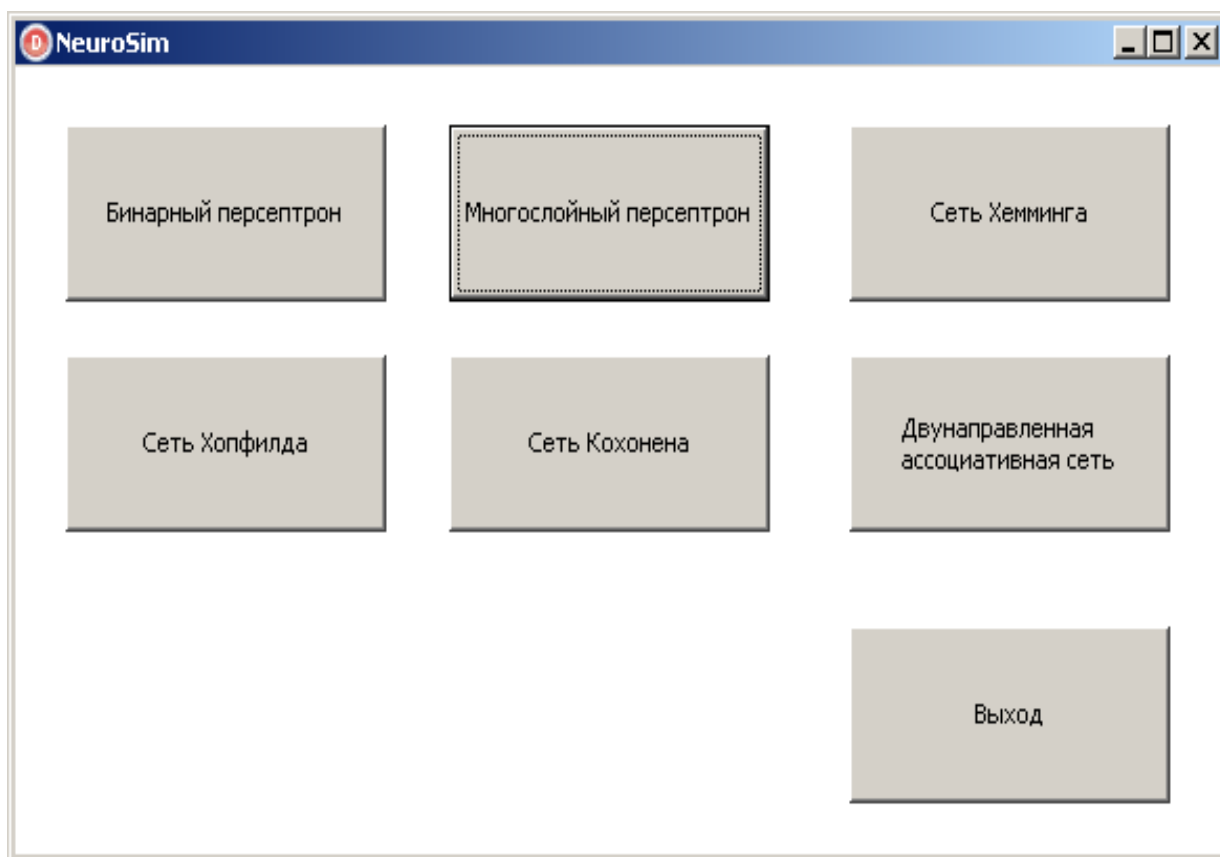 NeuroSim
Бинарный персептрон
Многослойный персептрон
Сеть Хемминга
Сеть Хопфилда
Сеть Кохонена
Двунаправленная
ассоциативная сеть
Выход